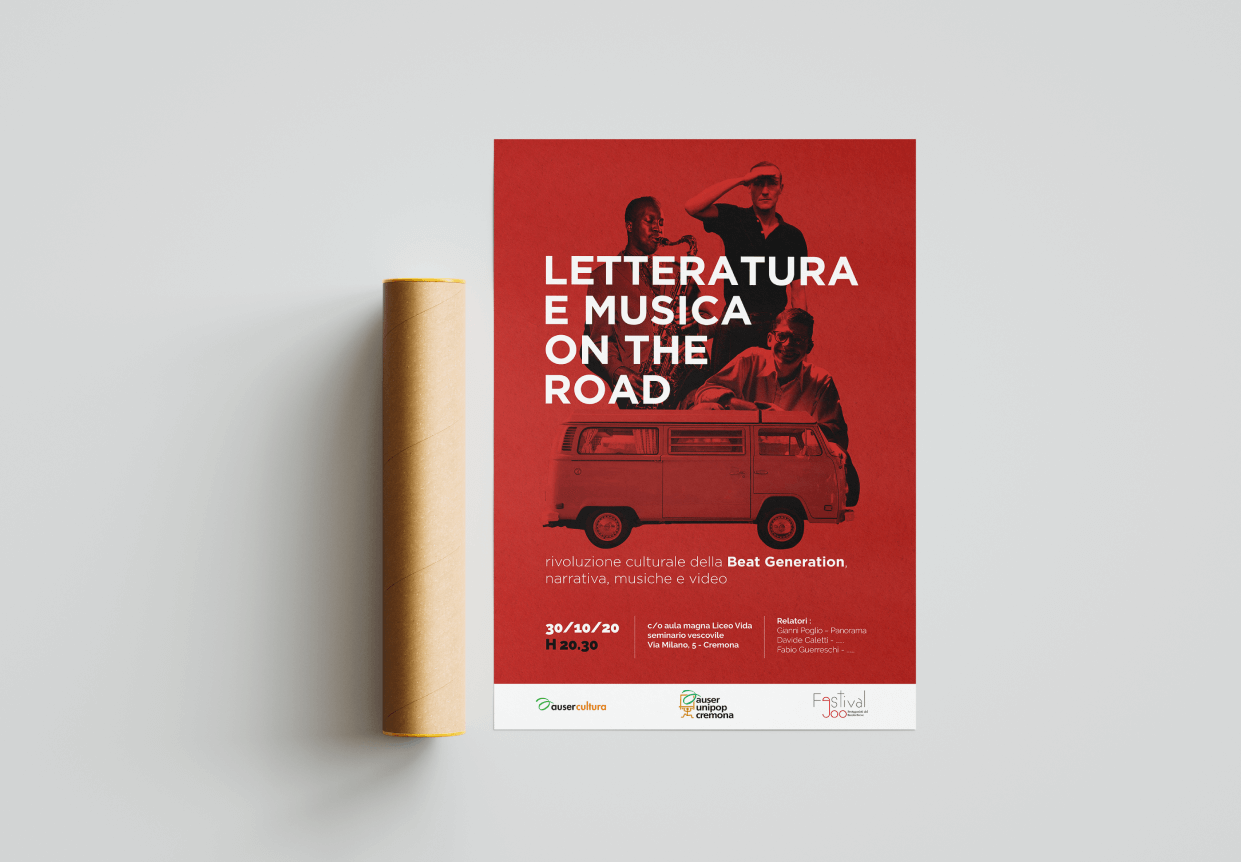 LETTERATURA
E MUSICA
ON THE
ROAD
rivoluzione culturale della Beat Generation,
narrativa, musiche e video
30/10/20
H 20.30
c/o aula magna Liceo Vida
seminario vescovile
Via Milano, 5 - Cremona
Relatori :
Gianni Poglio - Panorama
Davide Caletti - .....
Fabio Guerreschi - .....
ausercultura
auser
unipop
cremona
Festival